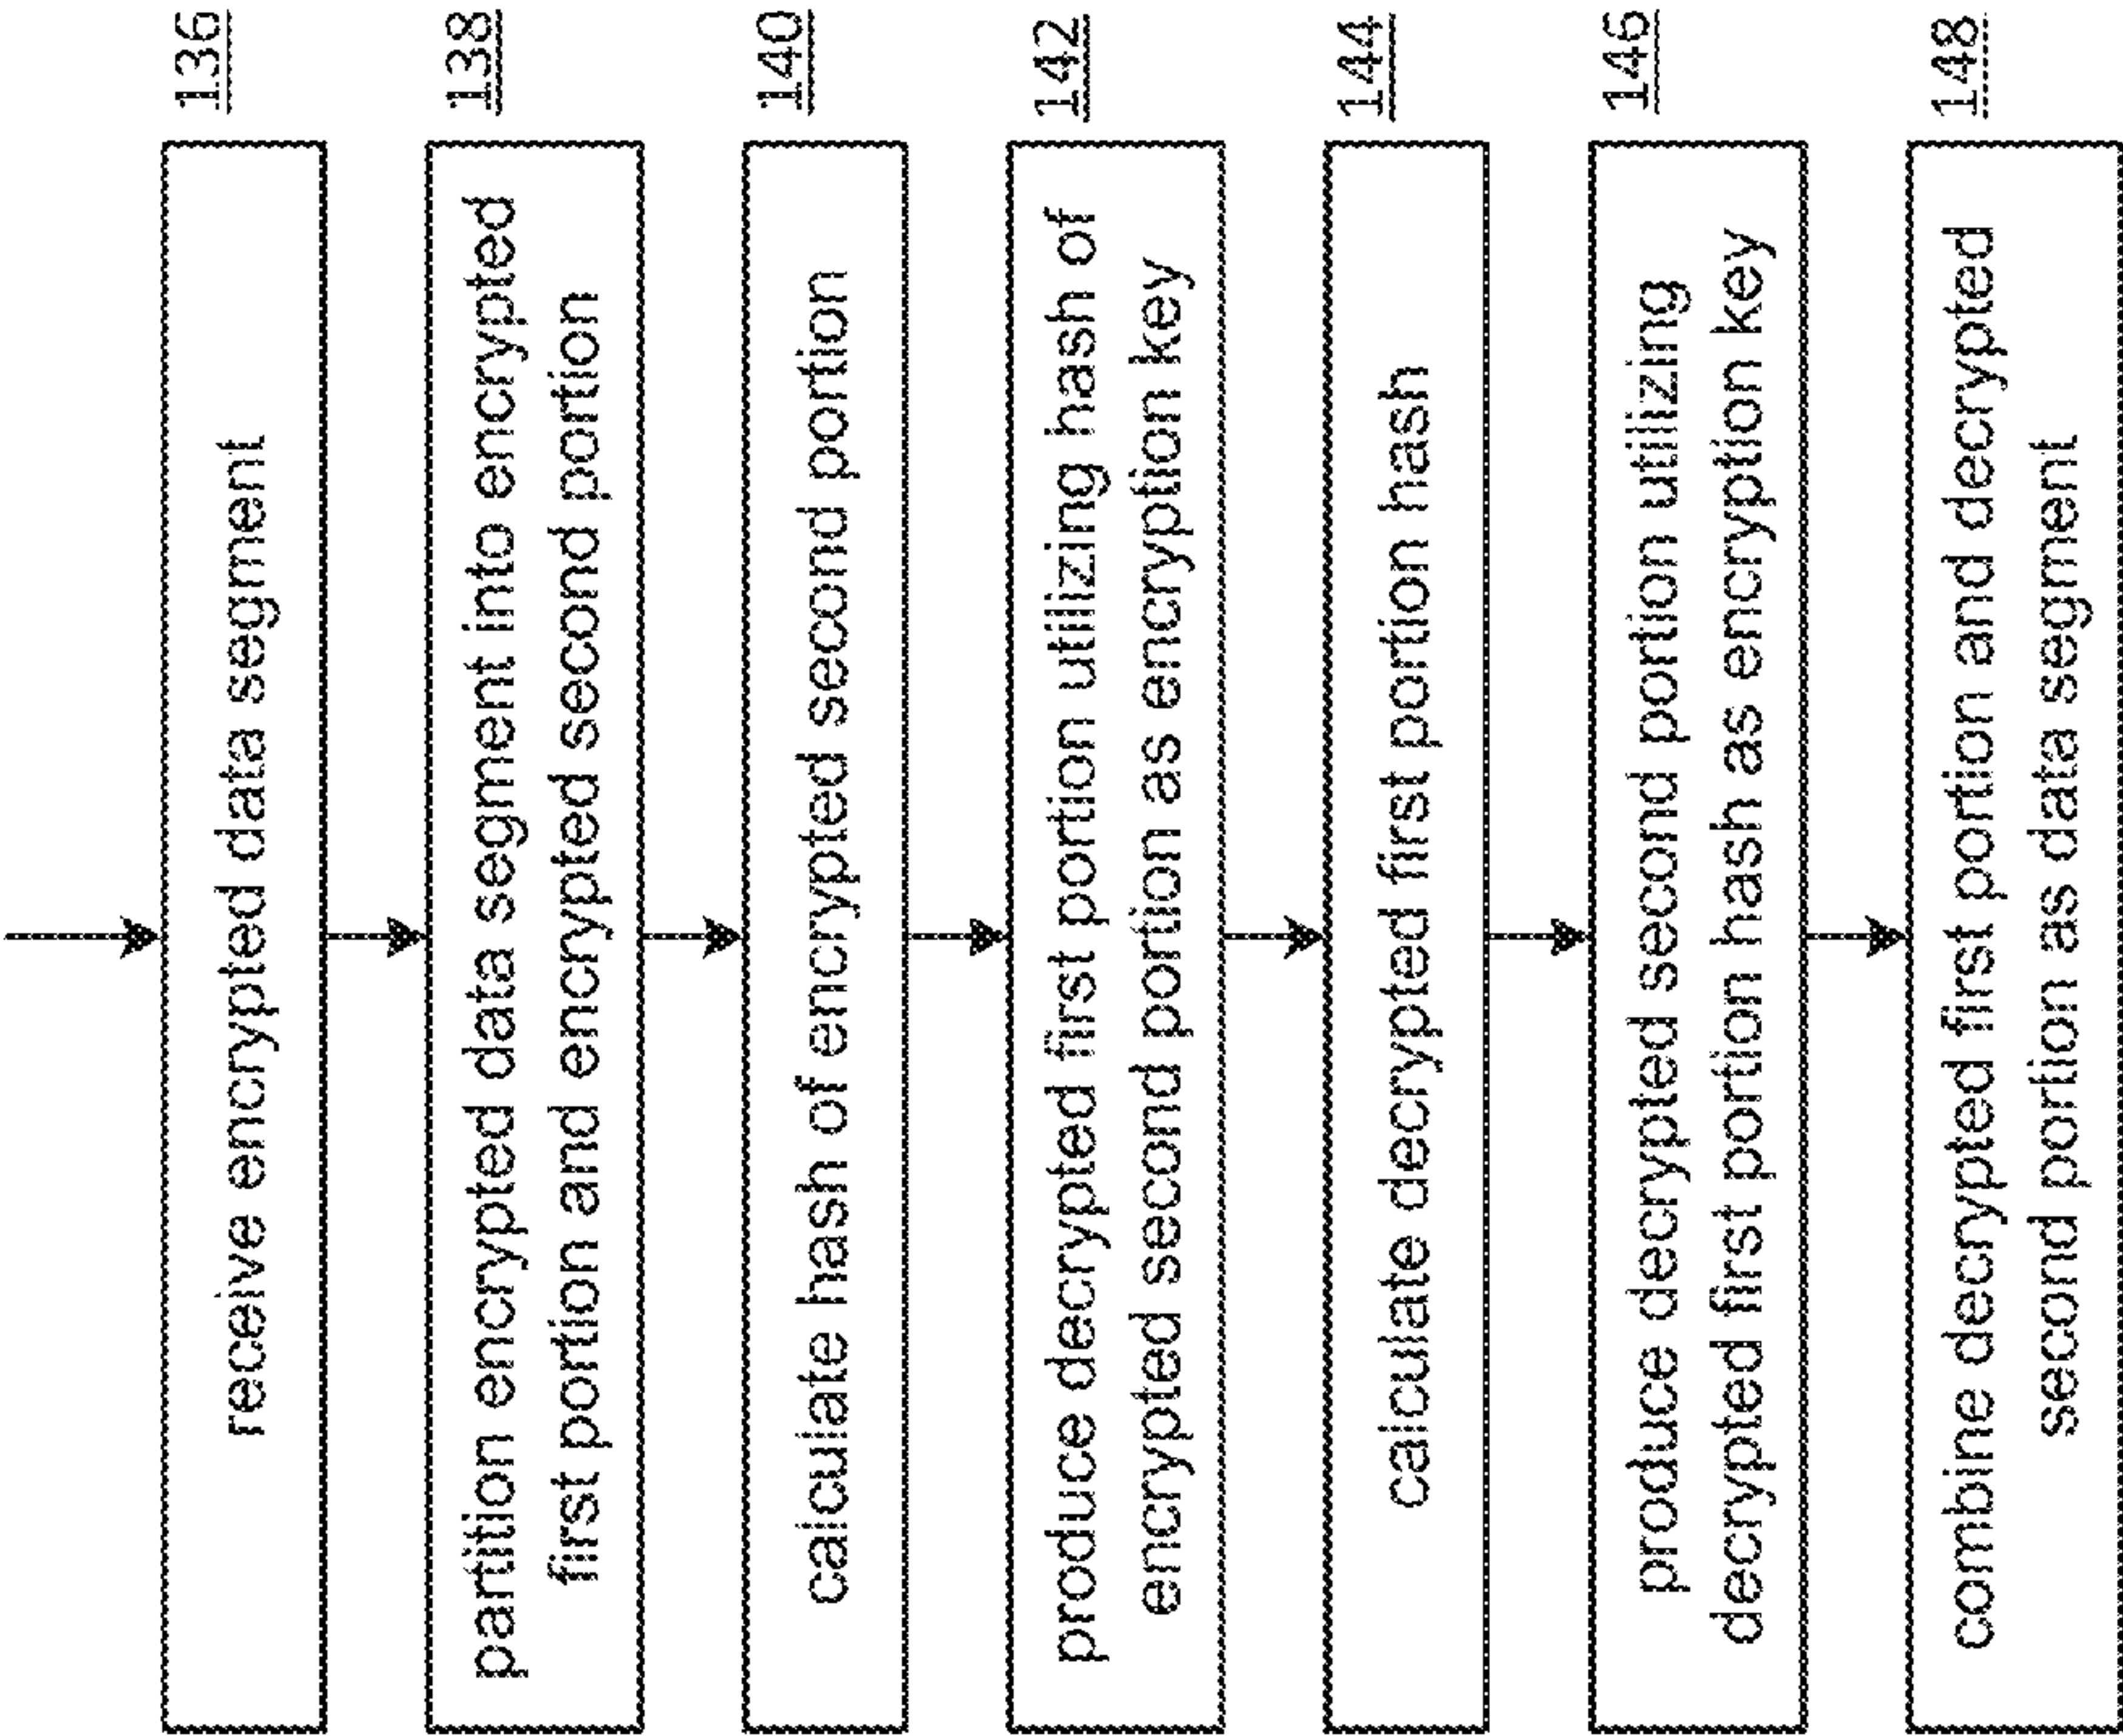 136
receive encrypted data segment
138
partition encrypted data segment into encrypted
first portion and encrypted second portion
140
calculate hash of encrypted second portion
142
produce decrypted first portion utilizing hash of
encrypted second portion as encryption key
144
calculate decrypted first portion hash
146
produce decrypted second portion utilizing
decrypted first portion hash as encryption key
148
combine decrypted first portion and decrypted
second portion as data segment